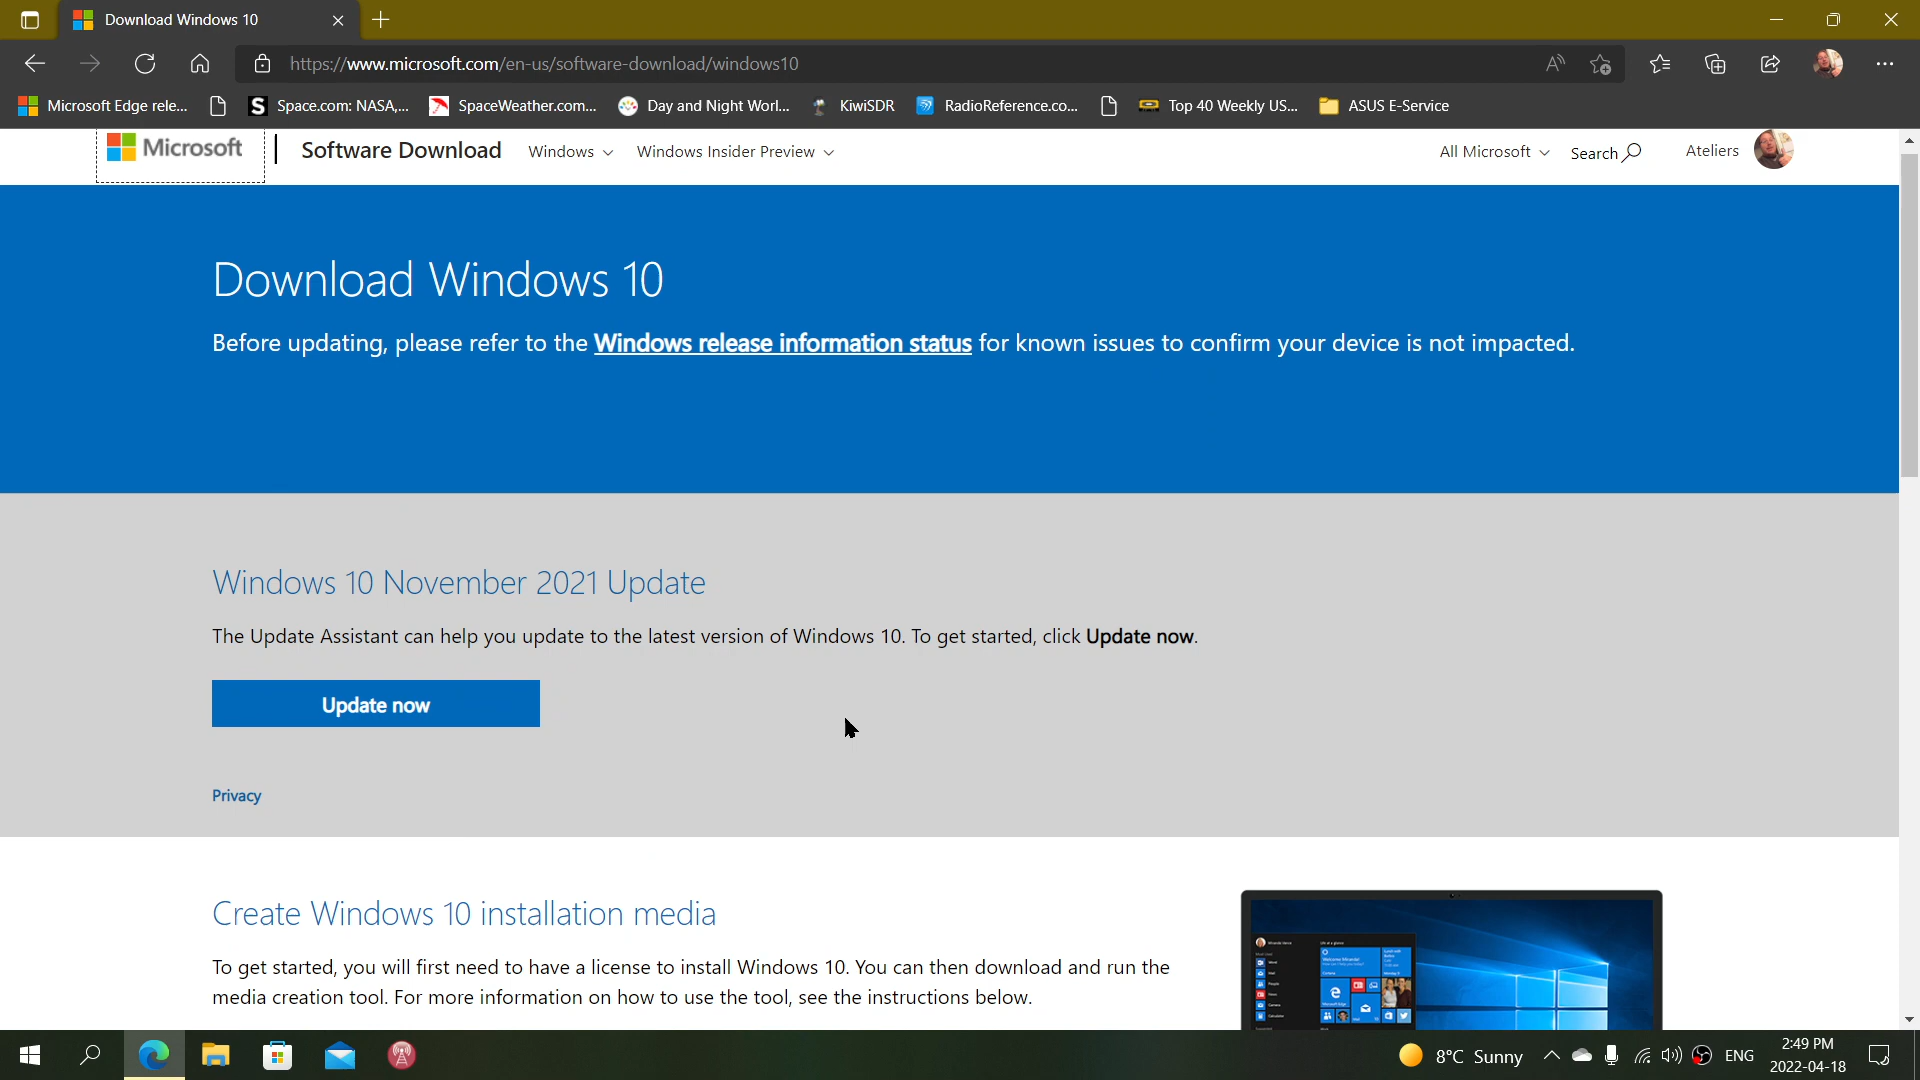 Download Windows 10
https://www.microsoft.com/en-us/software-download/windows10
Microsoft Edge rele... Space.com: NASA,... SpaceWeather.com... Day and Night Worl... KiwiSDR RadioReference.co... Top 40 Weekly US... ASUS E-Service
Microsoft Software Download Windows Windows Insider Preview All Microsoft Search Ateliers
Download Windows 10
Before updating, please refer to the Windows release information status for known issues to confirm your device is not impacted.
Windows 10 November 2021 Update
The Update Assistant can help you update to the latest version of Windows 10. To get started, click Update now.
Update now
Privacy
Create Windows 10 installation media
To get started, you will first need to have a license to install Windows 10. You can then download and run the
media creation tool. For more information on how to use the tool, see the instructions below.
8°C Sunny ENG 2:49 PM
2022-04-18